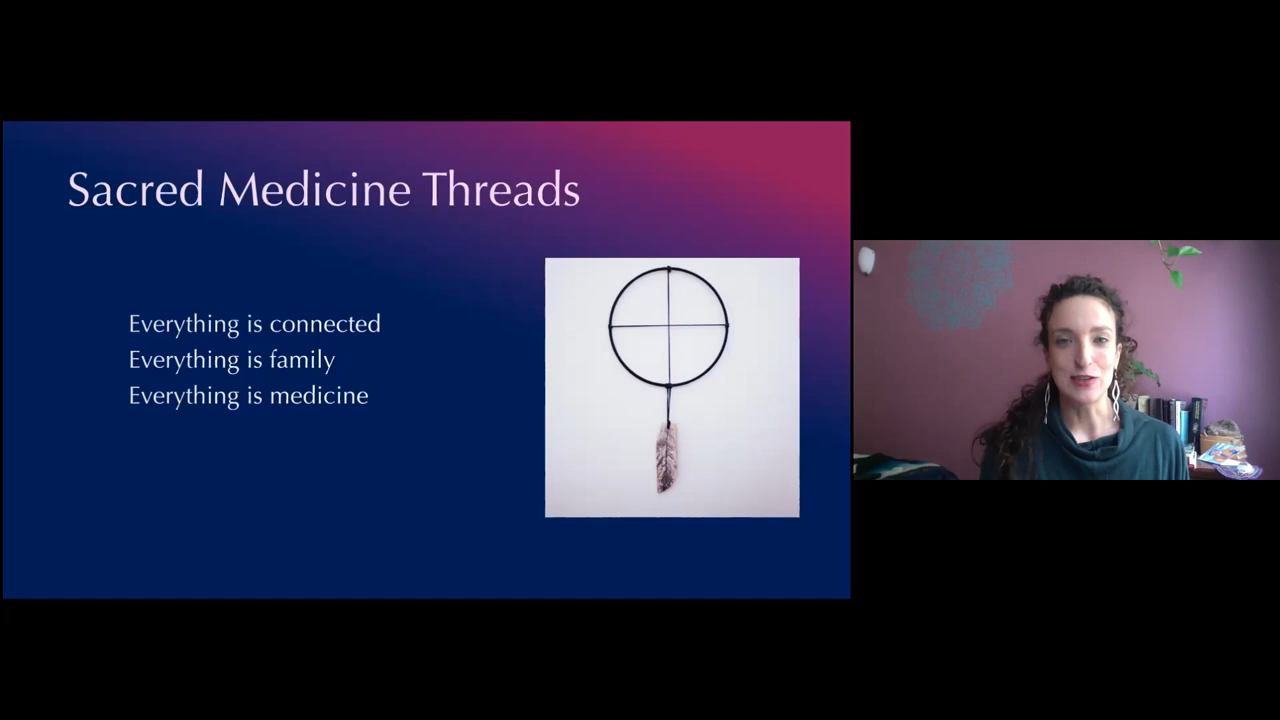 Sacred Medicine Threads
Everything is connected
Everything is family
Everything is medicine